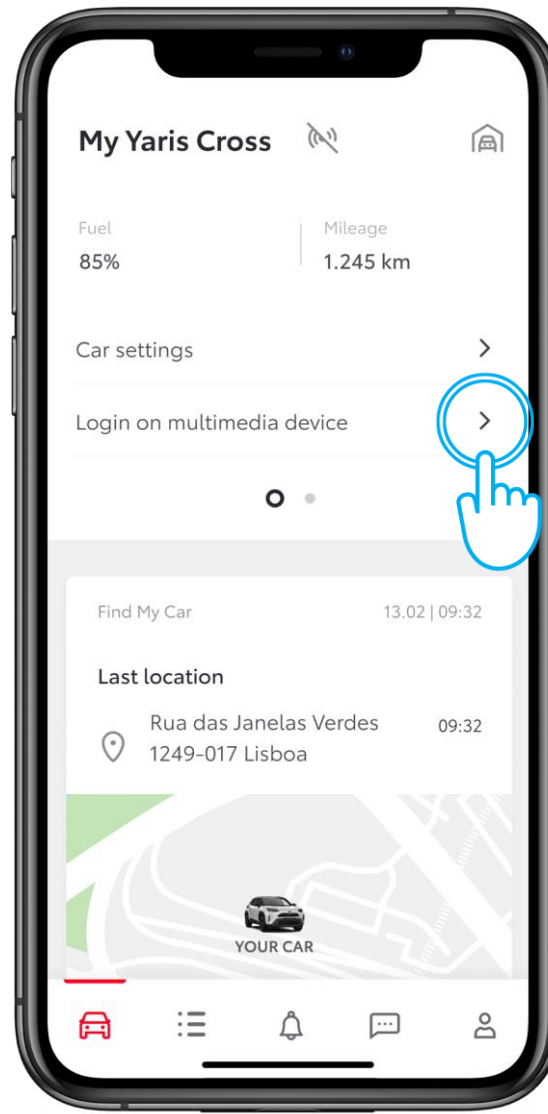 My Yaris Cross
Fuel
Mileage
85%
1.245 km
Car settings
Login on multimedia device
Find My Car
13.02 | 09:32
Last location
Rua das Janelas Verdes
09:32
1249-017 Lisboa
YOUR CAR